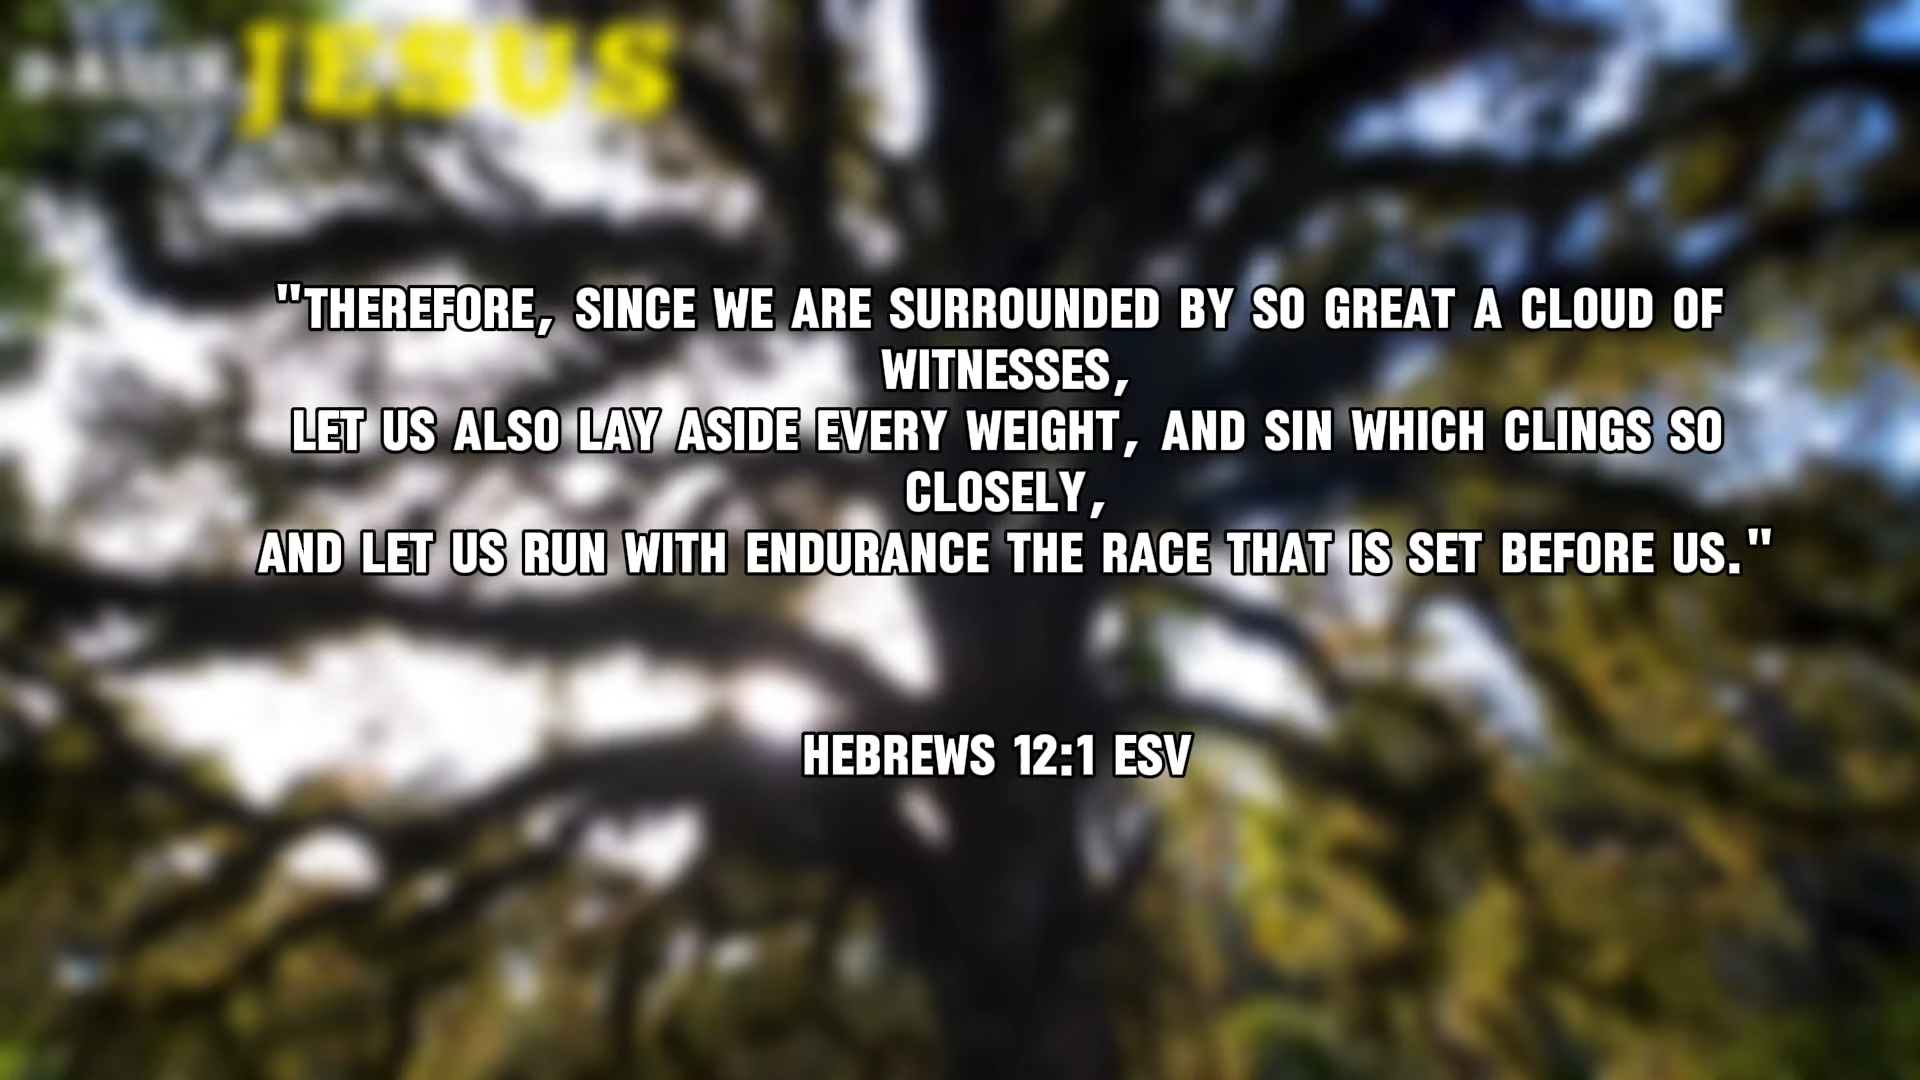 JESUS
"THEREFORE, SINCE WE ARE SURROUNDED BY SO GREAT A CLOUD OF
WITNESSES,
LET US ALSO LAY ASIDE EVERY WEIGHT, AND SIN WHICH CLINGS SO
CLOSELY,
AND LET US RUN WITH ENDURANCE THE RACE THAT IS SET BEFORE US."
HEBREWS 12:1 ESV